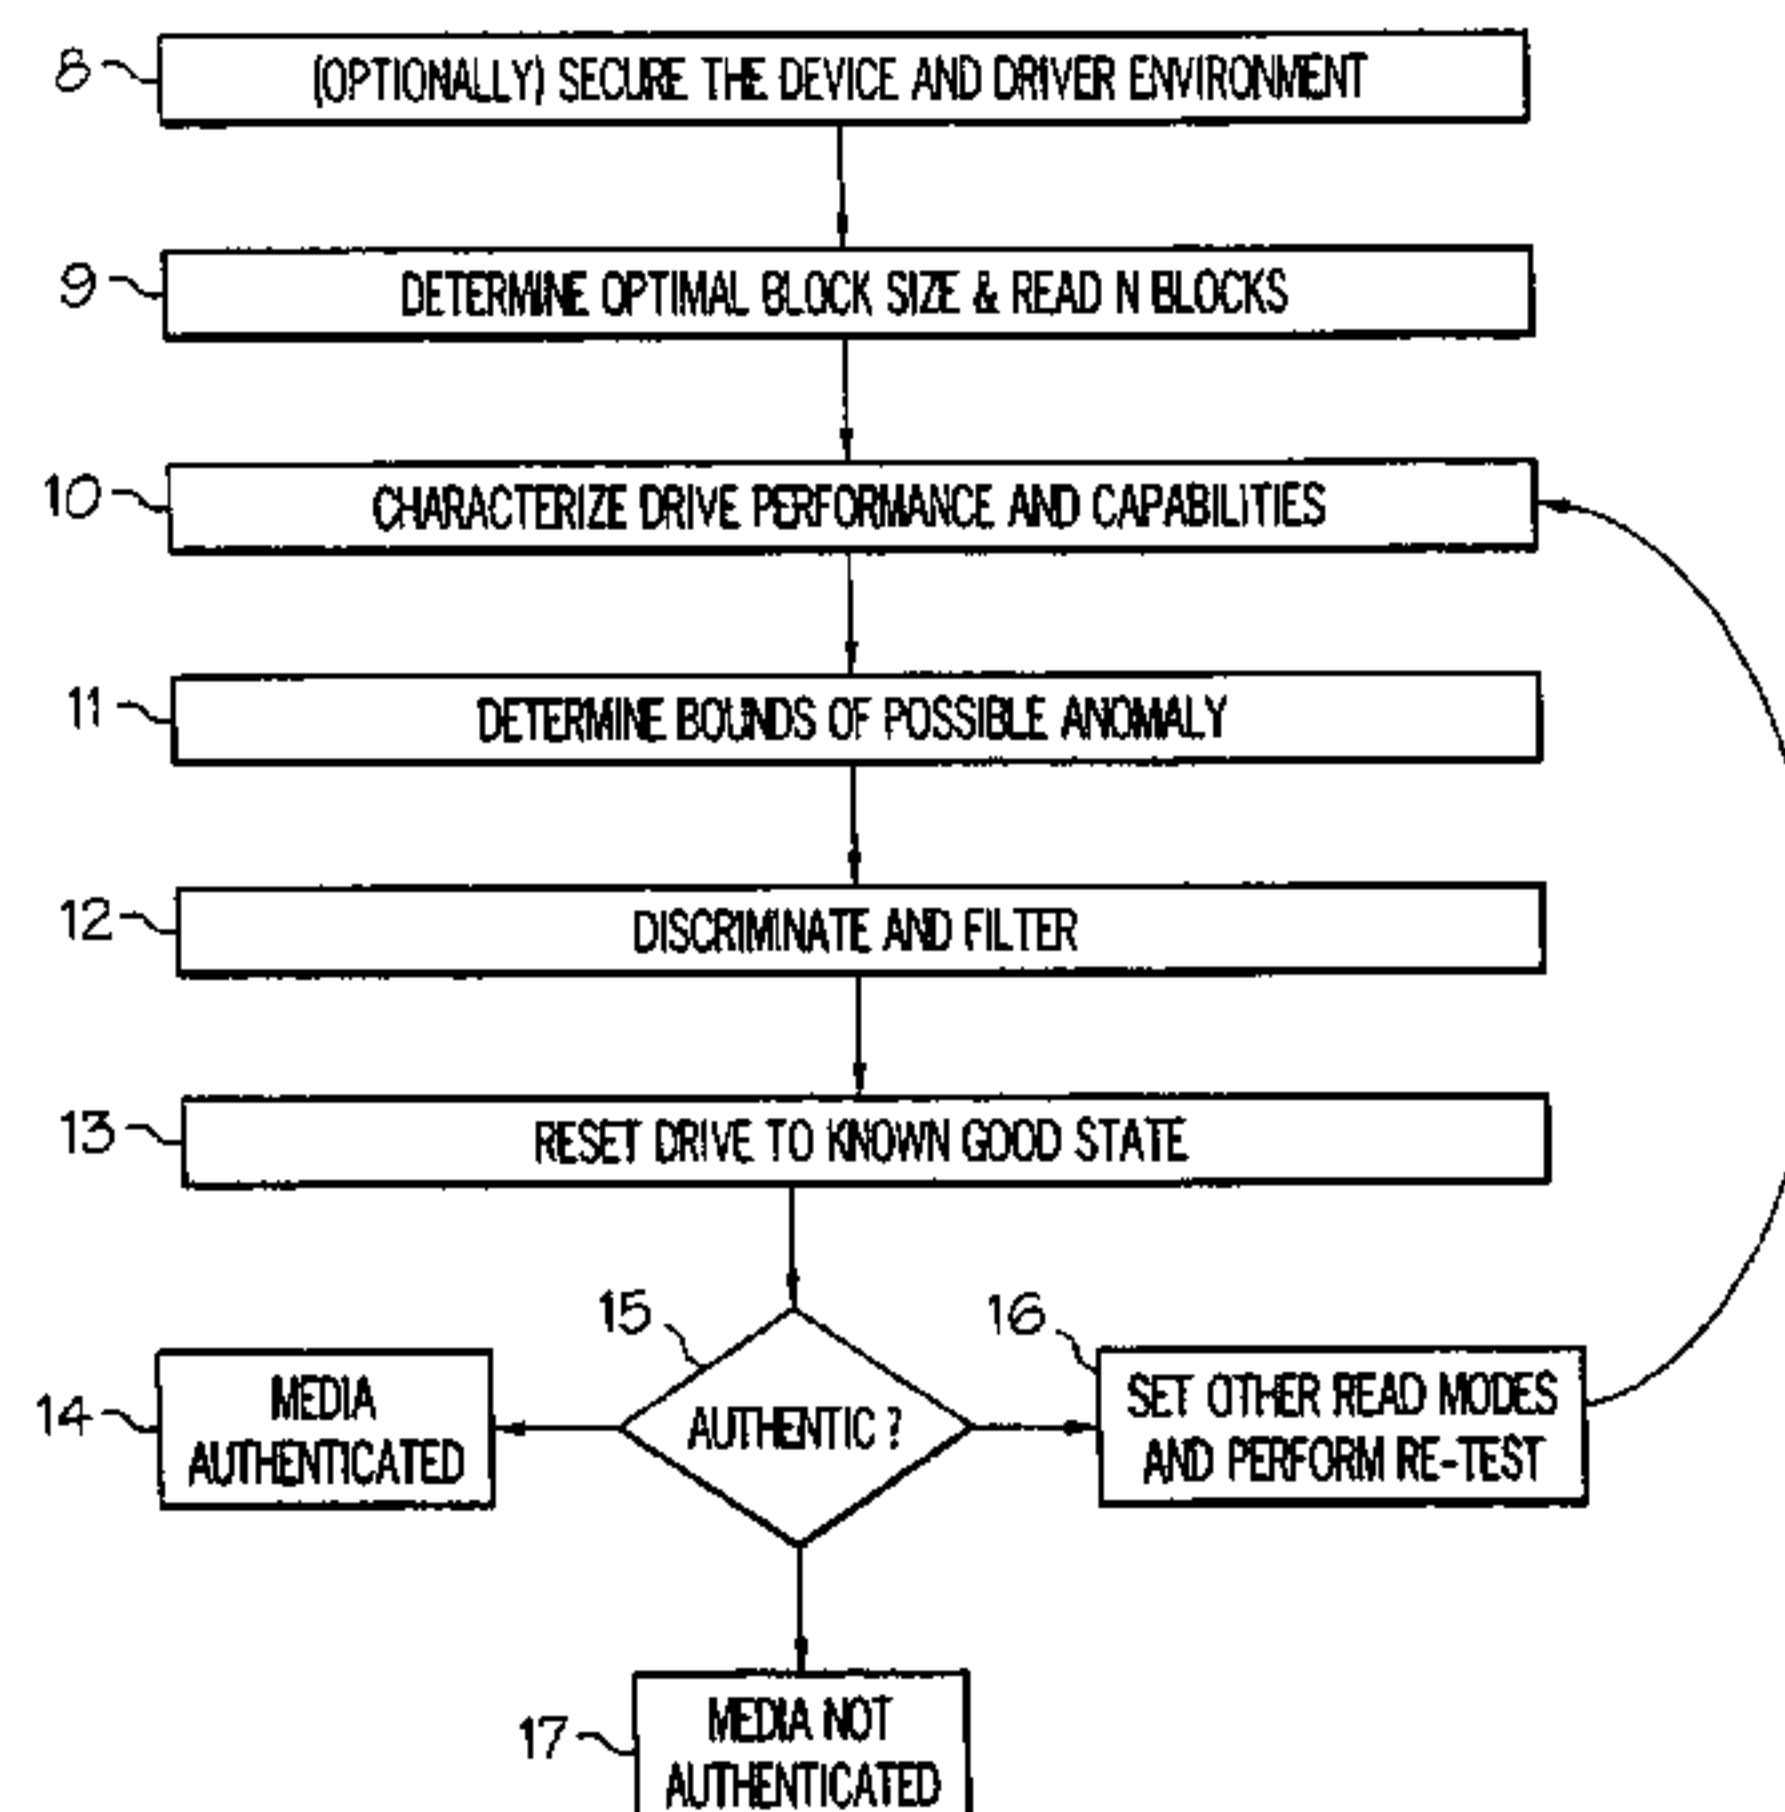 8 (OPTIONALLY) SECURE THE DEVICE AND DRIVER ENVIRONMENT
9 DETERMINE OPTIMAL BLOCK SIZE & READ N BLOCKS
10 CHARACTERIZE DRIVE PERFORMANCE AND CAPABILITIES
11 DETERMINE BOUNDS OF POSSIBLE ANOMALY
12 DISCRIMINATE AND FILTER
13 RESET DRIVE TO KNOWN GOOD STATE
15
AUTHENTIC ?
14
MEDIA
AUTHENTICATED
16
SET OTHER READ MODES
AND PERFORM RE-TEST
17
MEDIA NOT
AUTHENTICATED